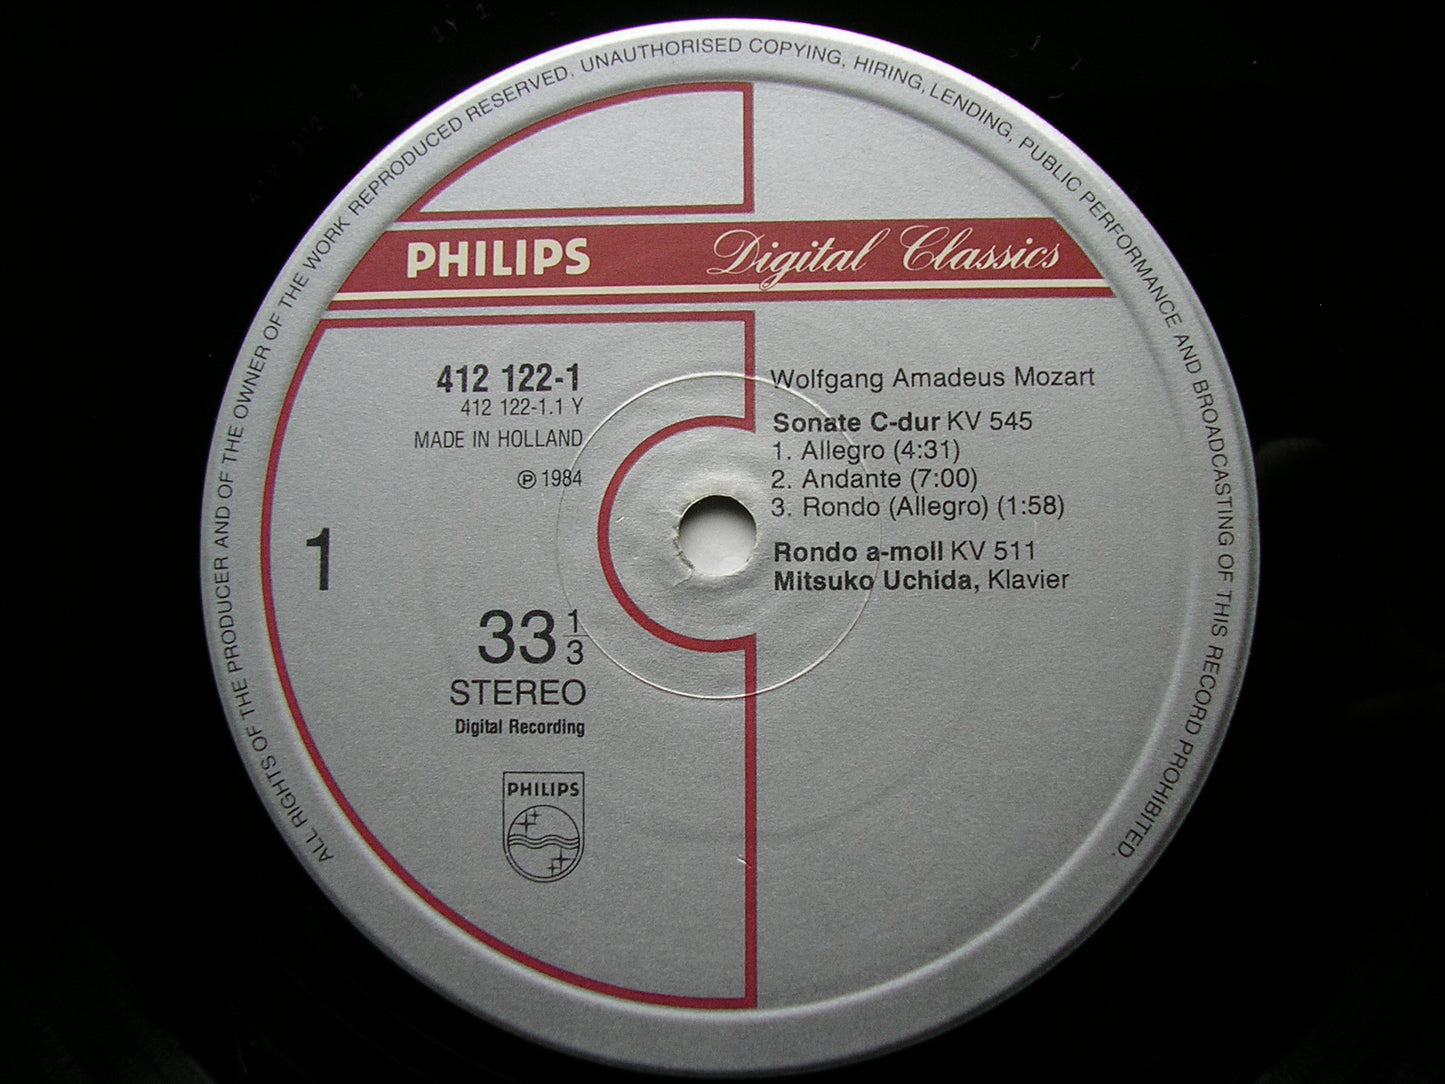 ALL RIGHTS OF THE PRODUCER AND OF THE OWNER OF THE WORK REPRODUCED RESERVED. UNAUTHORISED COPYING, HIRING, LENDING, PUBLIC PERFORMANCE AND BROADCASTING OF THIS RECORD PROHIBITED.
PHILIPS Digital Classics
412 122-1
412 122-1.1 Y
MADE IN HOLLAND
℗ 1984
1
33 1/3
STEREO
Digital Recording
PHILIPS
Wolfgang Amadeus Mozart
Sonate C-dur KV 545
1. Allegro (4:31)
2. Andante (7:00)
3. Rondo (Allegro) (1:58)
Rondo a-moll KV 511
Mitsuko Uchida, Klavier